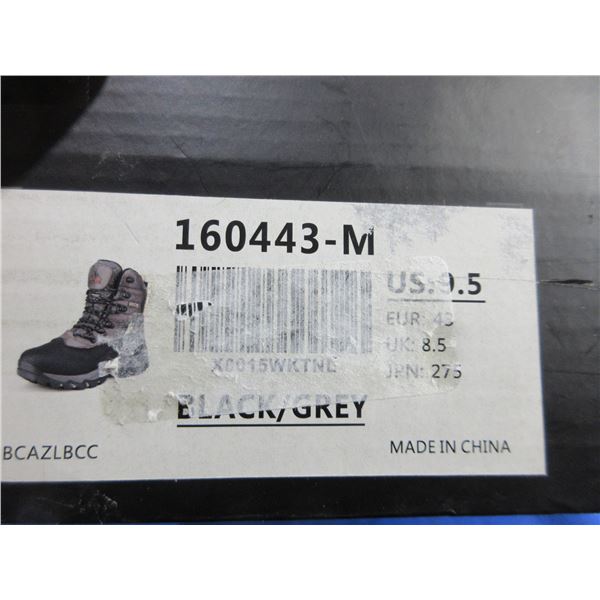 160443-M
US: 9.5
EUR: 43
UK: 8.5
JPN: 275
X0015WKTNL
BLACK/GREY
BCAZLBCC
MADE IN CHINA